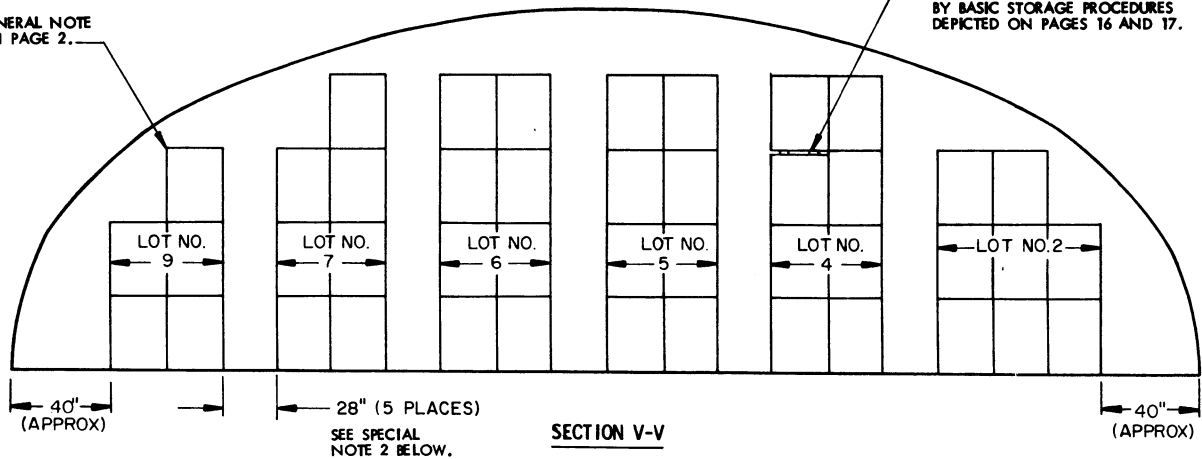 BY BASIC STORAGE PROCEDURES
DEPICTED ON PAGES 16 AND 17.
NERAL NOTE
PAGE 2.
LOT NO.
9
LOT NO.
7
LOT NO.
6
LOT NO.
5
LOT NO.
4
LOT NO.2
40"
(APPROX)
28" (5 PLACES)
SEE SPECIAL
NOTE 2 BELOW.
SECTION V-V
40"
(APPROX)